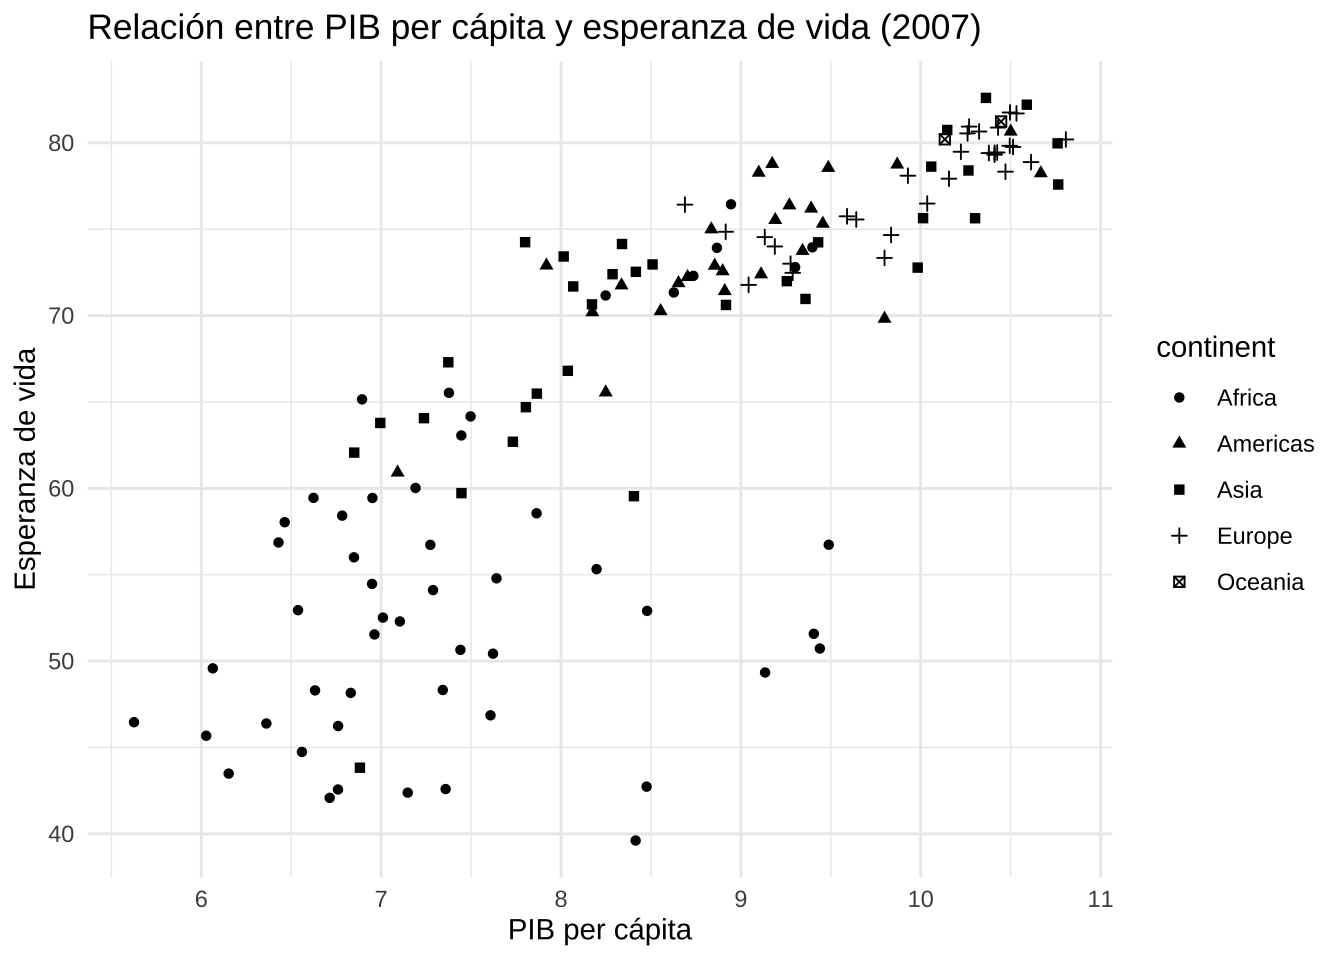 Relación entre PIB per cápita y esperanza de vida (2007)
80
70
60
50
40
Esperanza de vida
6 7 8 9 10 11
PIB per cápita
continent
Africa
Americas
Asia
Europe
Oceania